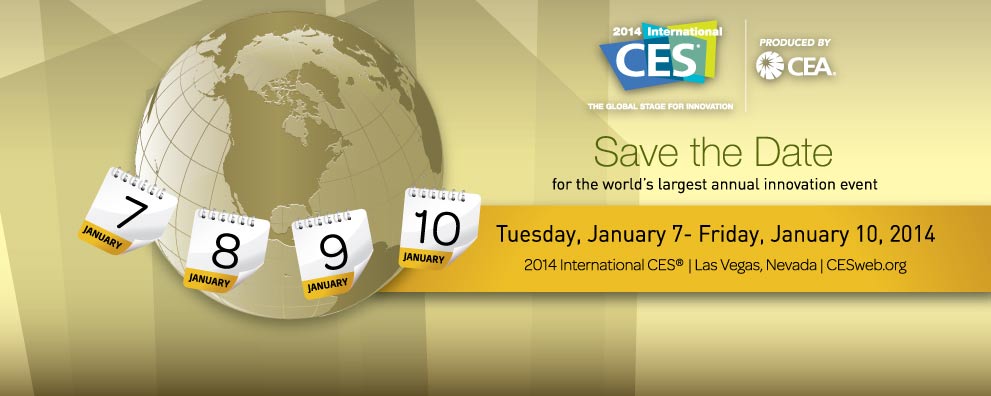 2014 International
CES®
THE GLOBAL STAGE FOR INNOVATION
PRODUCED BY
CEA®
Save the Date
for the world's largest annual innovation event
7
JANUARY
8
JANUARY
9
JANUARY
10
JANUARY
Tuesday, January 7- Friday, January 10, 2014
2014 International CES® | Las Vegas, Nevada | CESweb.org